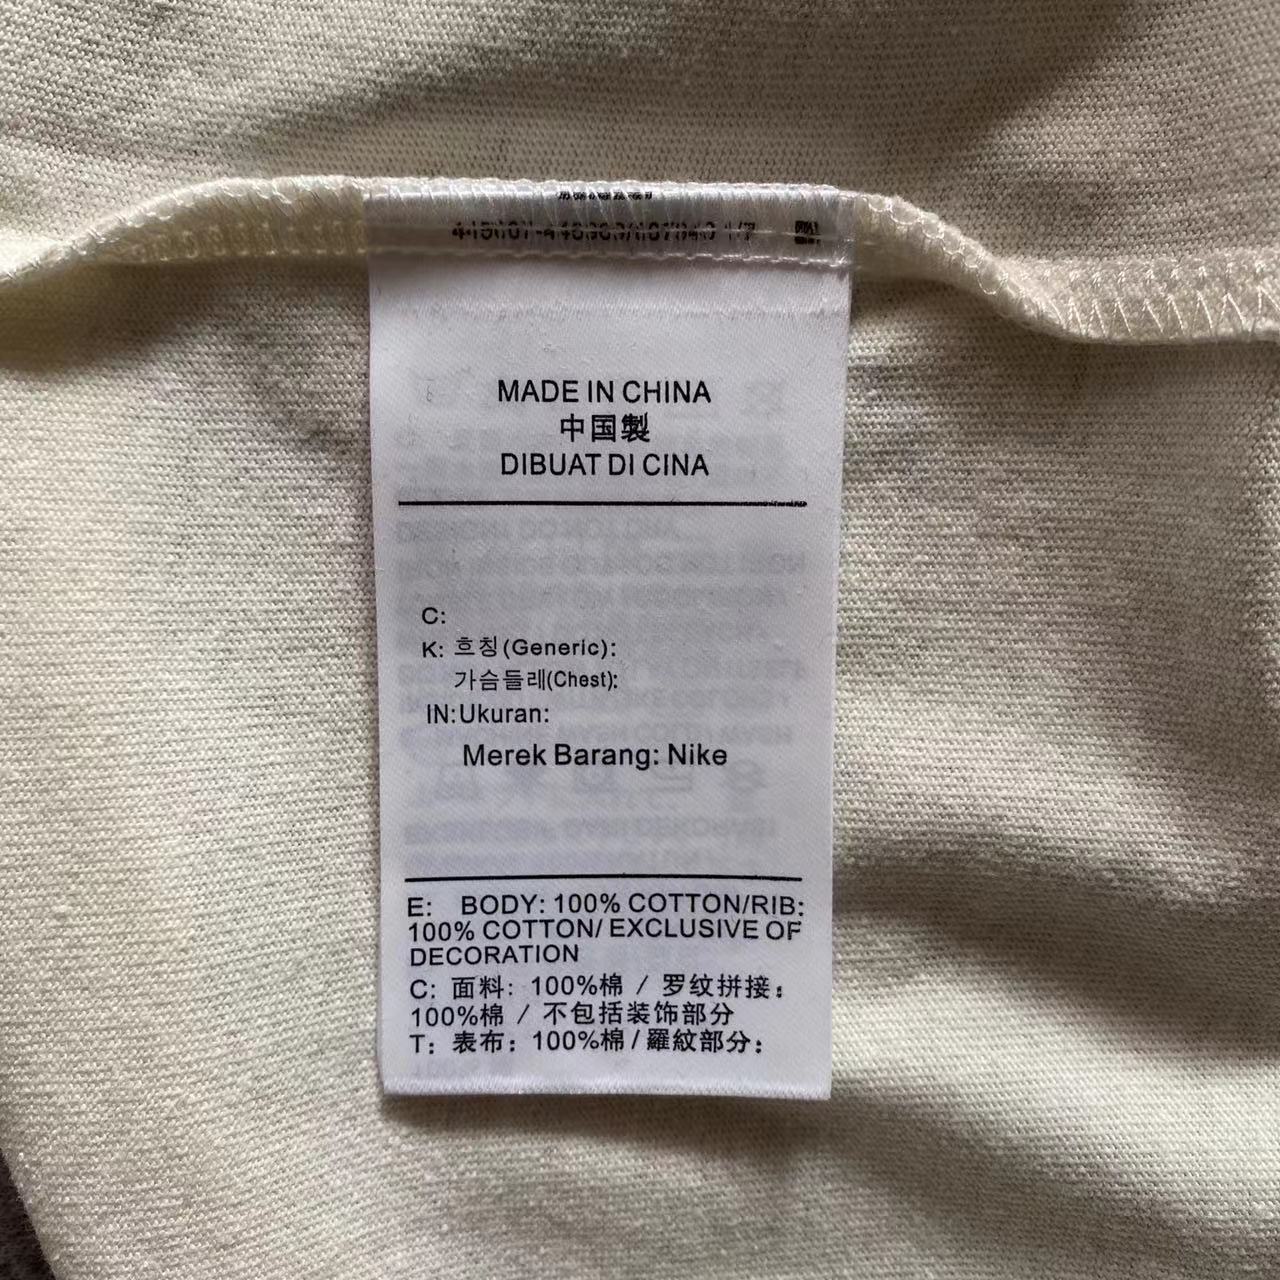 MADE IN CHINA
中国製
DIBUAT DI CINA
C:
K: 흐칭(Generic):
가슴들레(Chest):
IN:Ukuran:
Merek Barang: Nike
E: BODY: 100% COTTON/RIB:
100% COTTON/ EXCLUSIVE OF
DECORATION
C: 面料: 100%棉 / 罗纹拼接:
100%棉 / 不包括装饰部分
T: 表布: 100%棉 / 羅紋部分: